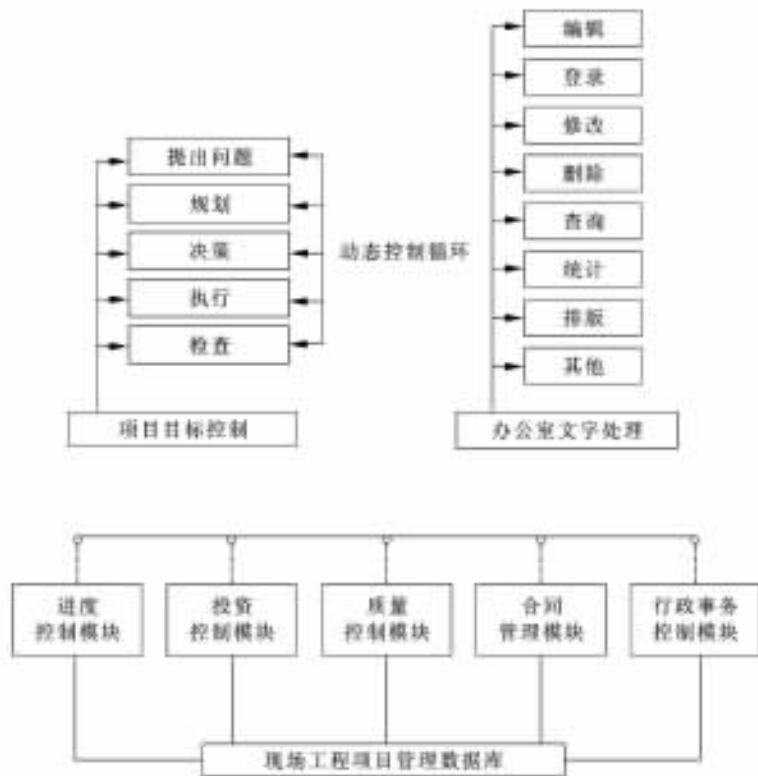 提出问题
规划
决策
执行
检查
动态控制循环
项目目标控制
编辑
登录
修改
删除
查询
统计
排版
其他
办公室文字处理
进度
控制模块
投资
控制模块
质量
控制模块
合同
管理模块
行政事务
控制模块
现场工程项目管理数据库